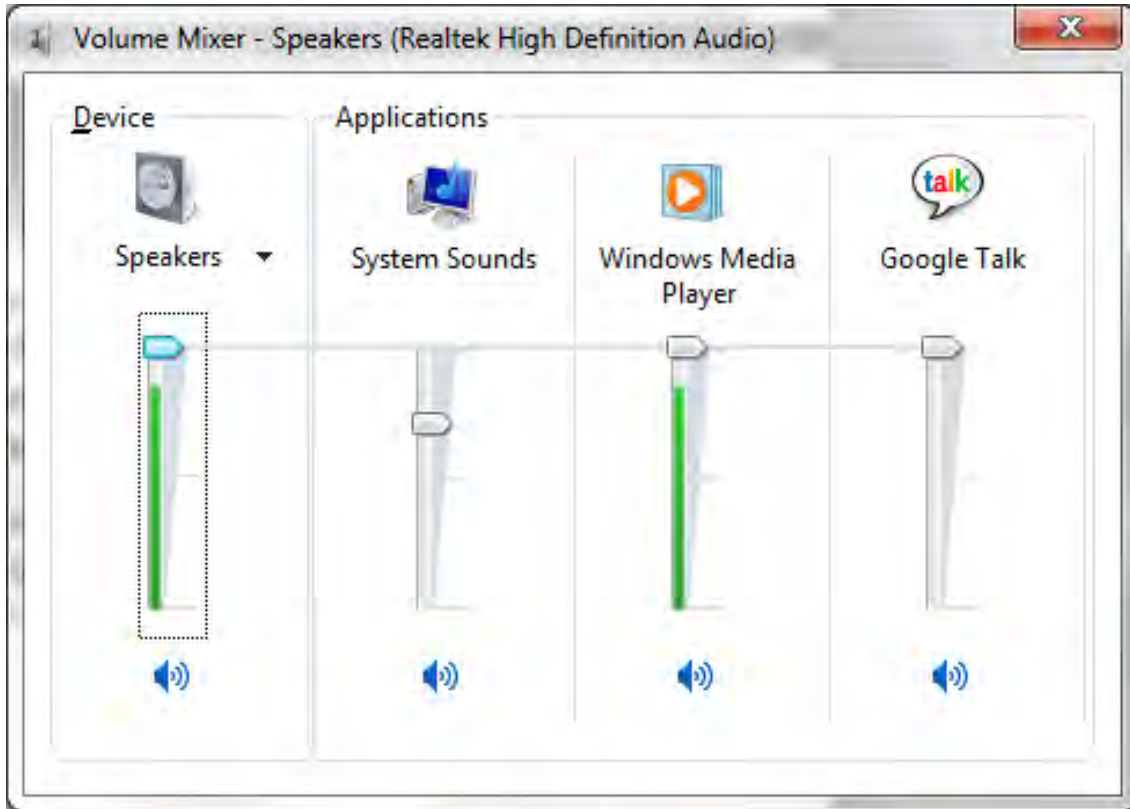 Volume Mixer - Speakers (Realtek High Definition Audio)
Device
Applications
talk
Speakers
System Sounds
Windows Media
Player
Google Talk